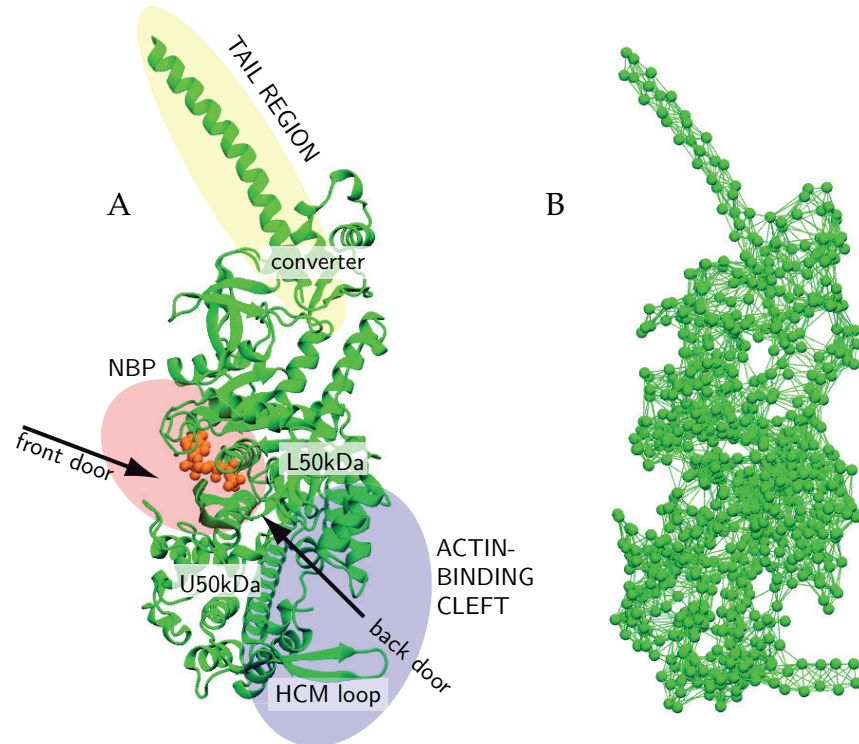 TAIL REGION
A
B
converter
NBP
front door
L50kDa
ACTIN-
BINDING
CLEFT
U50kDa
back door
HCM loop